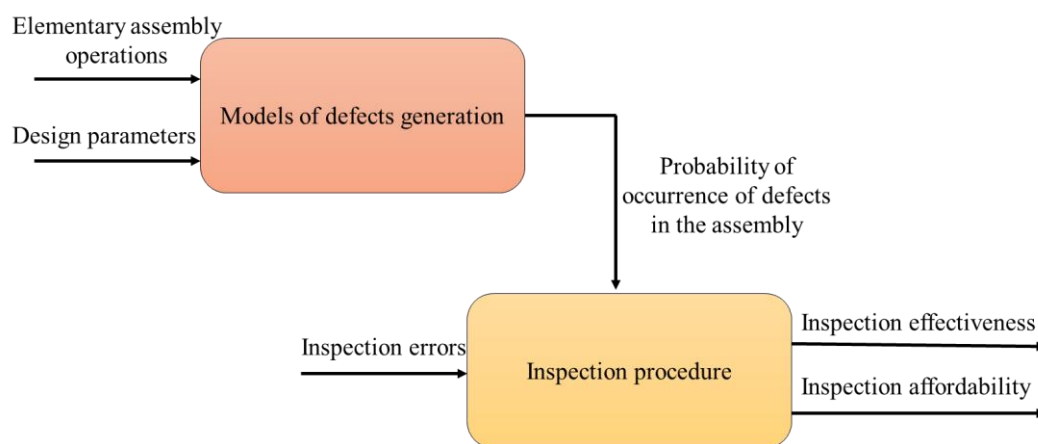 Elementary assembly
operations
Models of defects generation
Design parameters
Probability of
occurrence of defects
in the assembly
Inspection errors
Inspection procedure
Inspection effectiveness
Inspection affordability